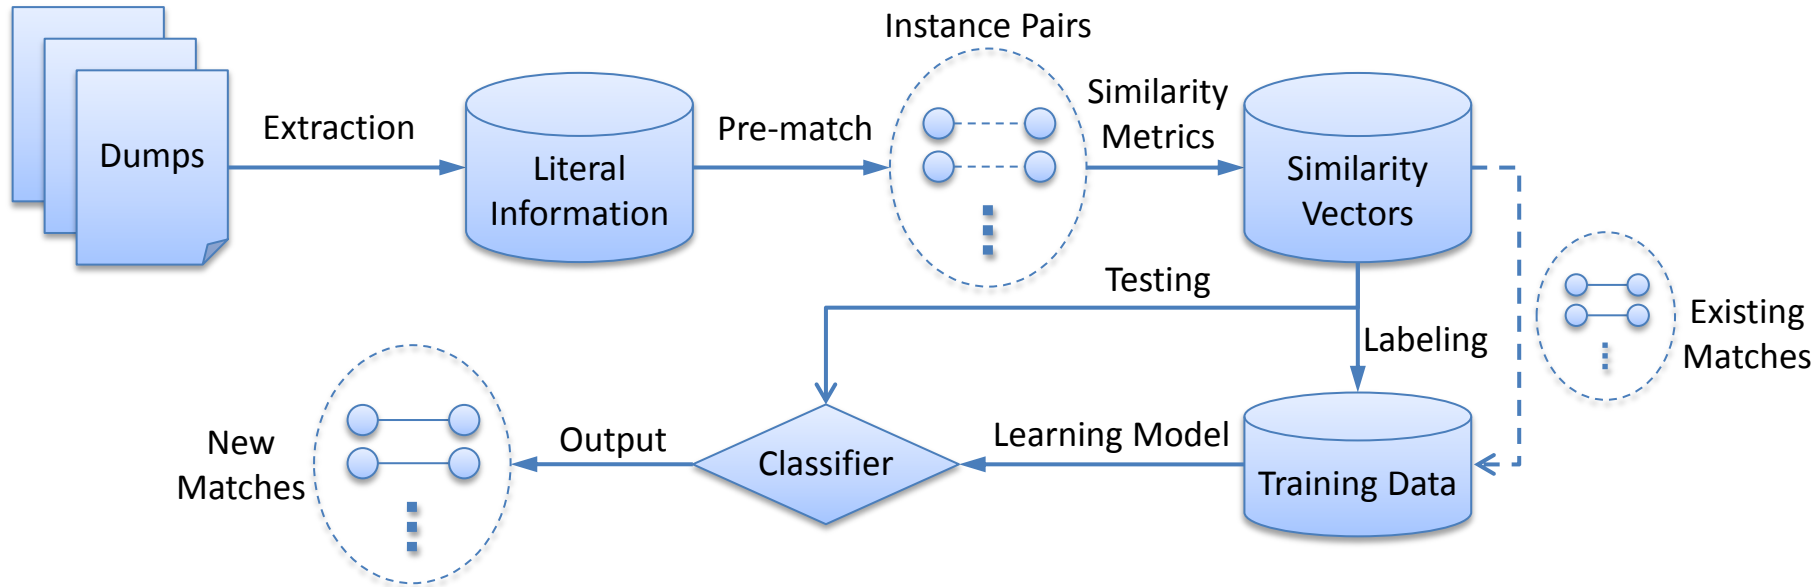 Instance Pairs
Dumps
Extraction
Literal
Information
Pre-match
Similarity
Metrics
Similarity
Vectors
Testing
Labeling
Existing
Matches
New
Matches
Output
Classifier
Learning Model
Training Data